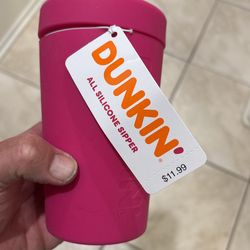 DUNKIN'
ALL SILICONE SIPPER
$11.99